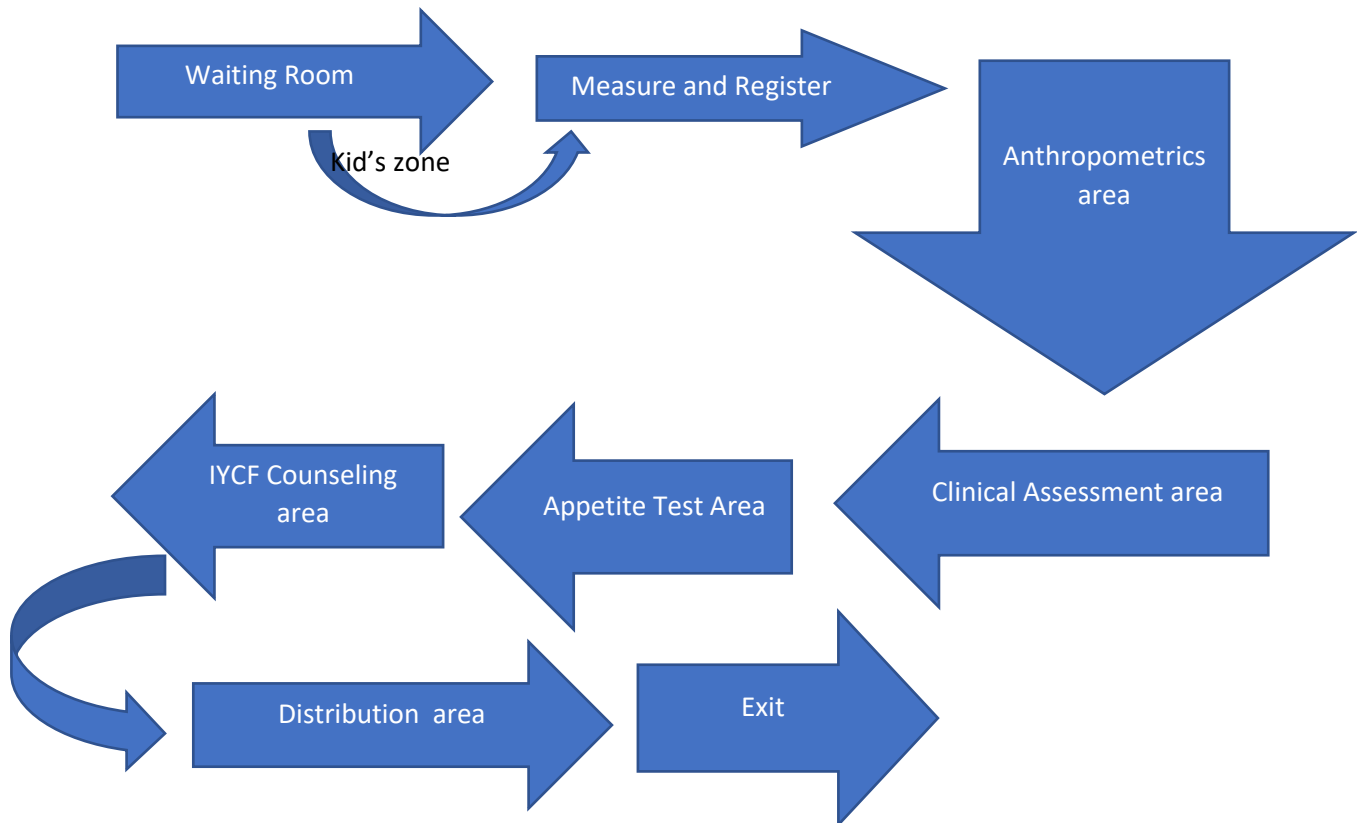 Waiting Room
Measure and Register
Kid's zone
Anthropometrics
area
Clinical Assessment area
Appetite Test Area
IYCF Counseling
area
Distribution  area
Exit